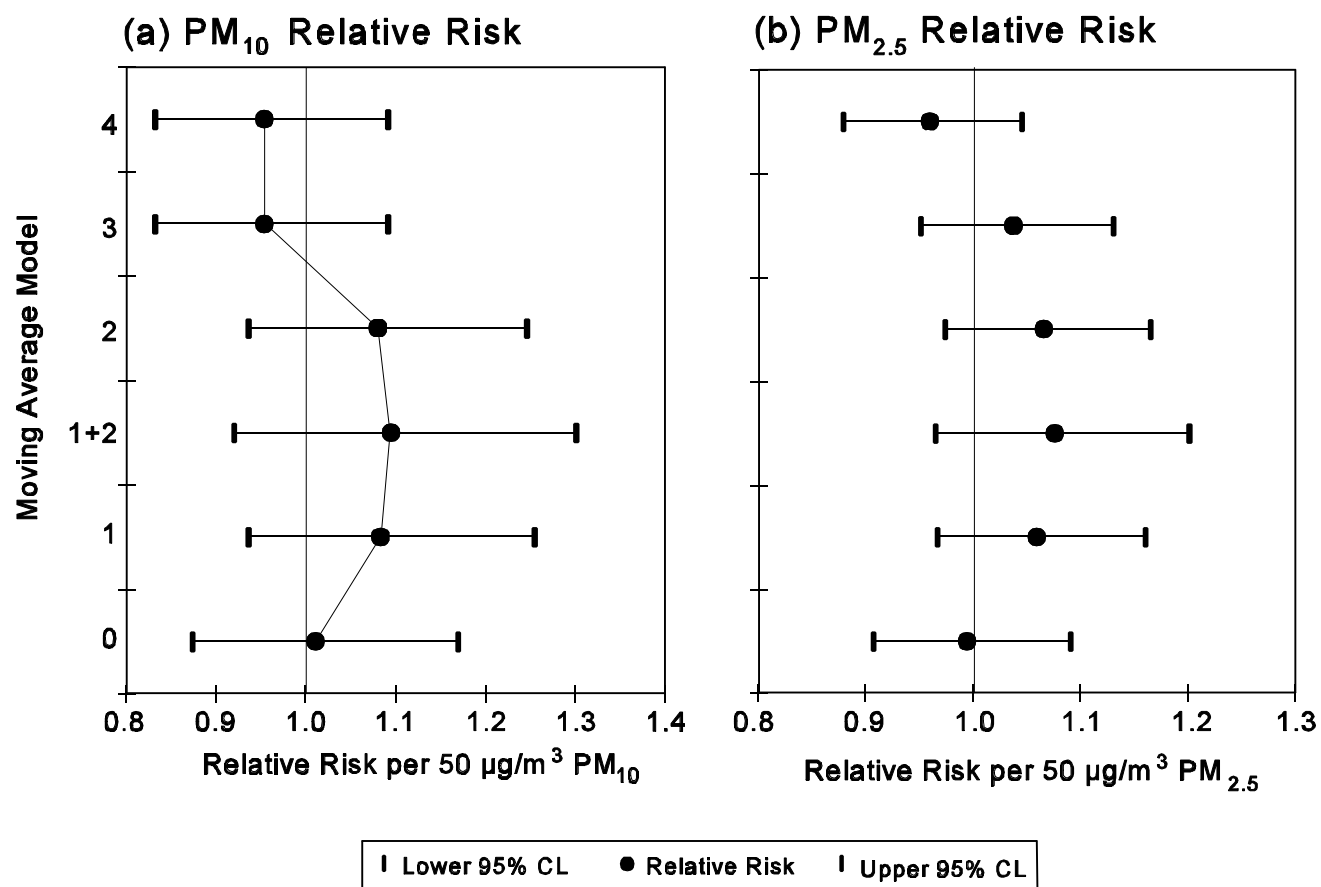 (a) PM10 Relative Risk
(b) PM2.5 Relative Risk
Moving Average Model
4
3
2
1+2
1
0
0.8 0.9 1.0 1.1 1.2 1.3 1.4
0.8 0.9 1.0 1.1 1.2 1.3
Relative Risk per 50 µg/m3 PM10
Relative Risk per 50 µg/m3 PM2.5
Lower 95% CL Relative Risk Upper 95% CL